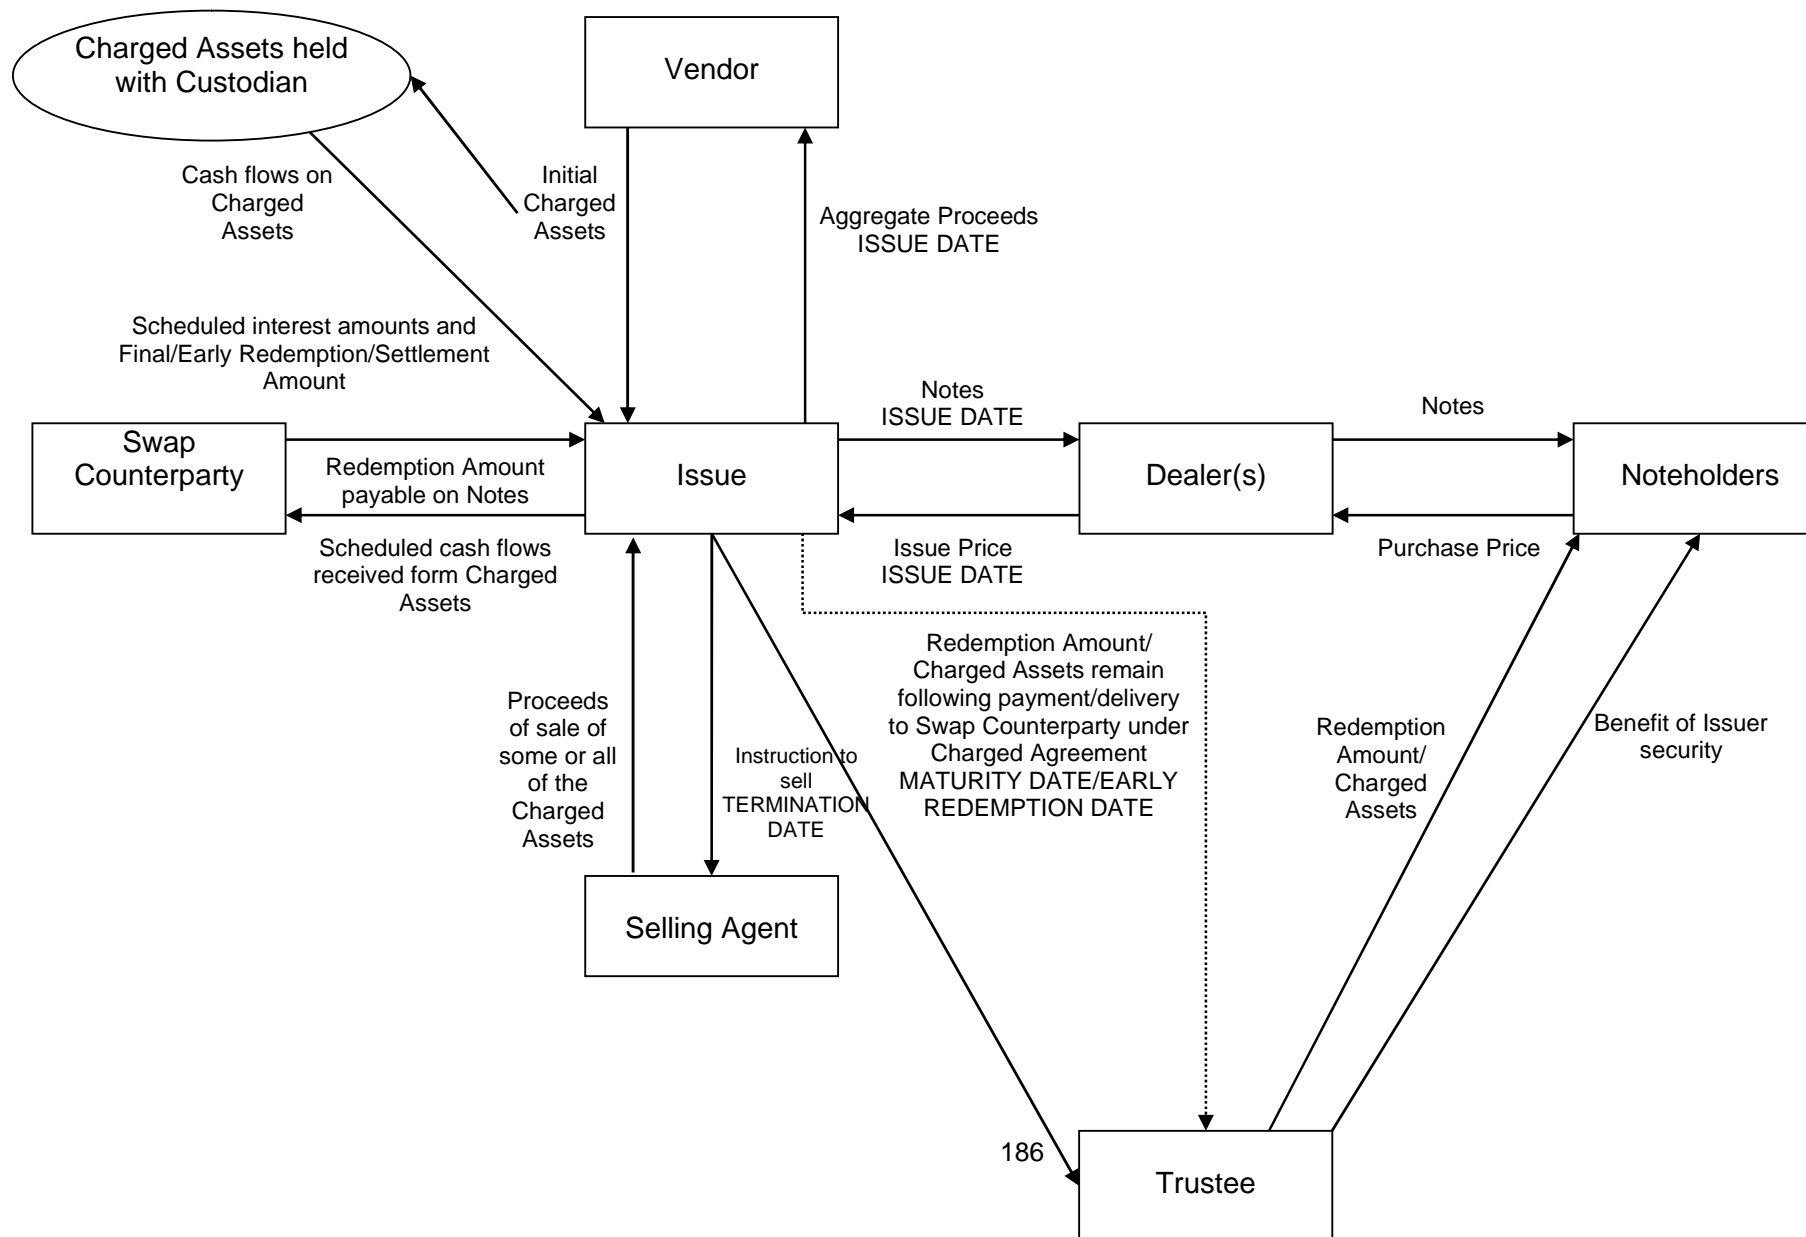 Charged Assets held
with Custodian
Vendor
Cash flows on
Charged
Assets
Initial
Charged
Assets
Aggregate Proceeds
ISSUE DATE
Scheduled interest amounts and
Final/Early Redemption/Settlement
Amount
Swap
Counterparty
Redemption Amount
payable on Notes
Scheduled cash flows
received form Charged
Assets
Issue
Notes
ISSUE DATE
Issue Price
ISSUE DATE
Dealer(s)
Notes
Purchase Price
Noteholders
Proceeds
of sale of
some or all
of the
Charged
Assets
Instruction to
sell
TERMINATION
DATE
Redemption Amount/
Charged Assets remain
following payment/delivery
to Swap Counterparty under
Charged Agreement
MATURITY DATE/EARLY
REDEMPTION DATE
Redemption
Amount/
Charged
Assets
Benefit of Issuer
security
Selling Agent
186
Trustee